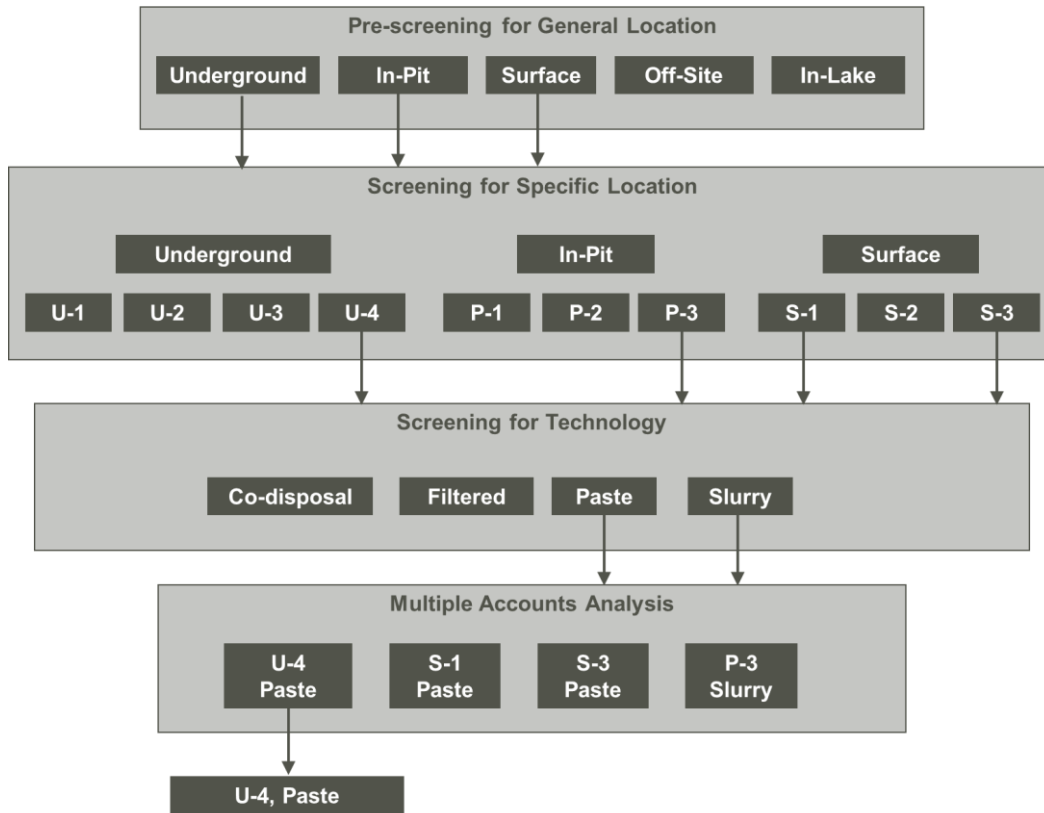 Pre-screening for General Location
Underground In-Pit Surface Off-Site In-Lake
Screening for Specific Location
Underground In-Pit Surface
U-1 U-2 U-3 U-4 P-1 P-2 P-3 S-1 S-2 S-3
Screening for Technology
Co-disposal Filtered Paste Slurry
Multiple Accounts Analysis
U-4 S-1 S-3 P-3
Paste Paste Paste Slurry
U-4, Paste